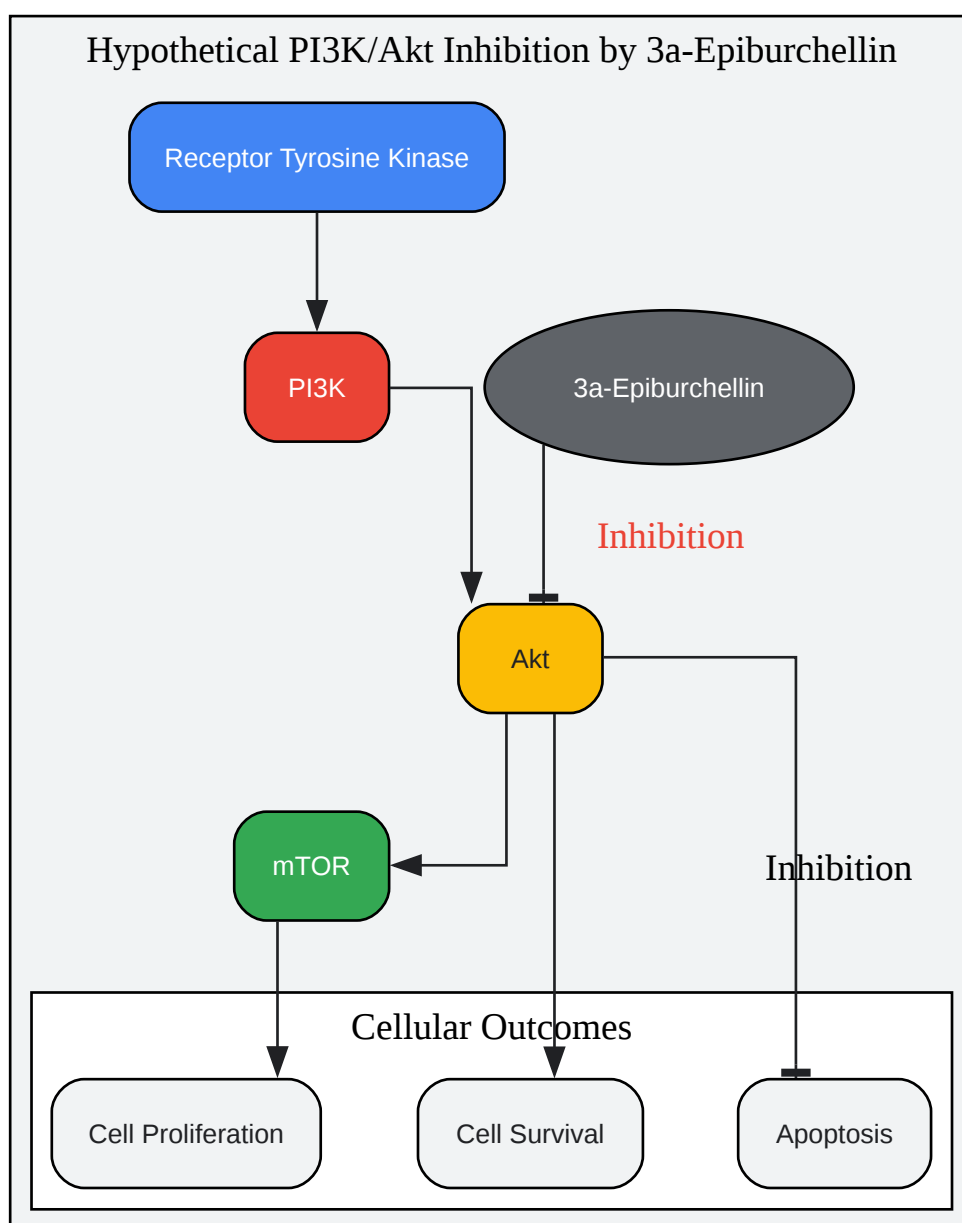 Hypothetical PI3K/Akt Inhibition by 3a-Epiburchellin
Receptor Tyrosine Kinase
PI3K
3a-Epiburchellin
Inhibition
Akt
mTOR
Inhibition
Cellular Outcomes
Cell Proliferation
Cell Survival
Apoptosis